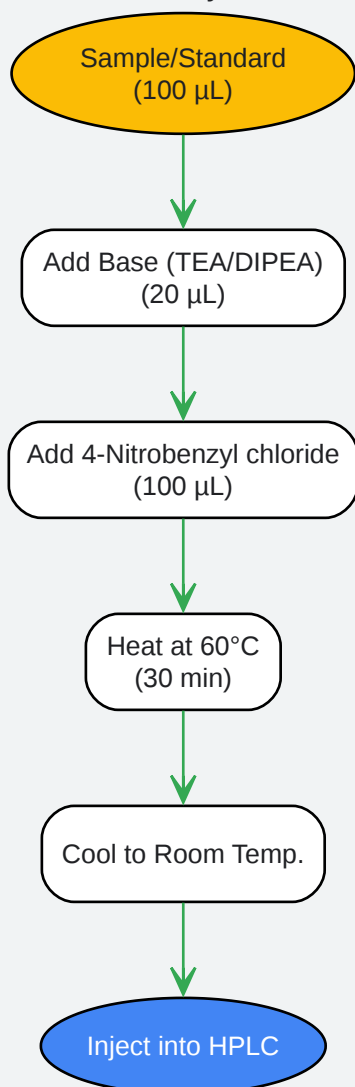 Sample/Standard
(100 µL)
Add Base (TEA/DIPEA)
(20 µL)
Add 4-Nitrobenzyl chloride
(100 µL)
Heat at 60°C
(30 min)
Cool to Room Temp.
Inject into HPLC